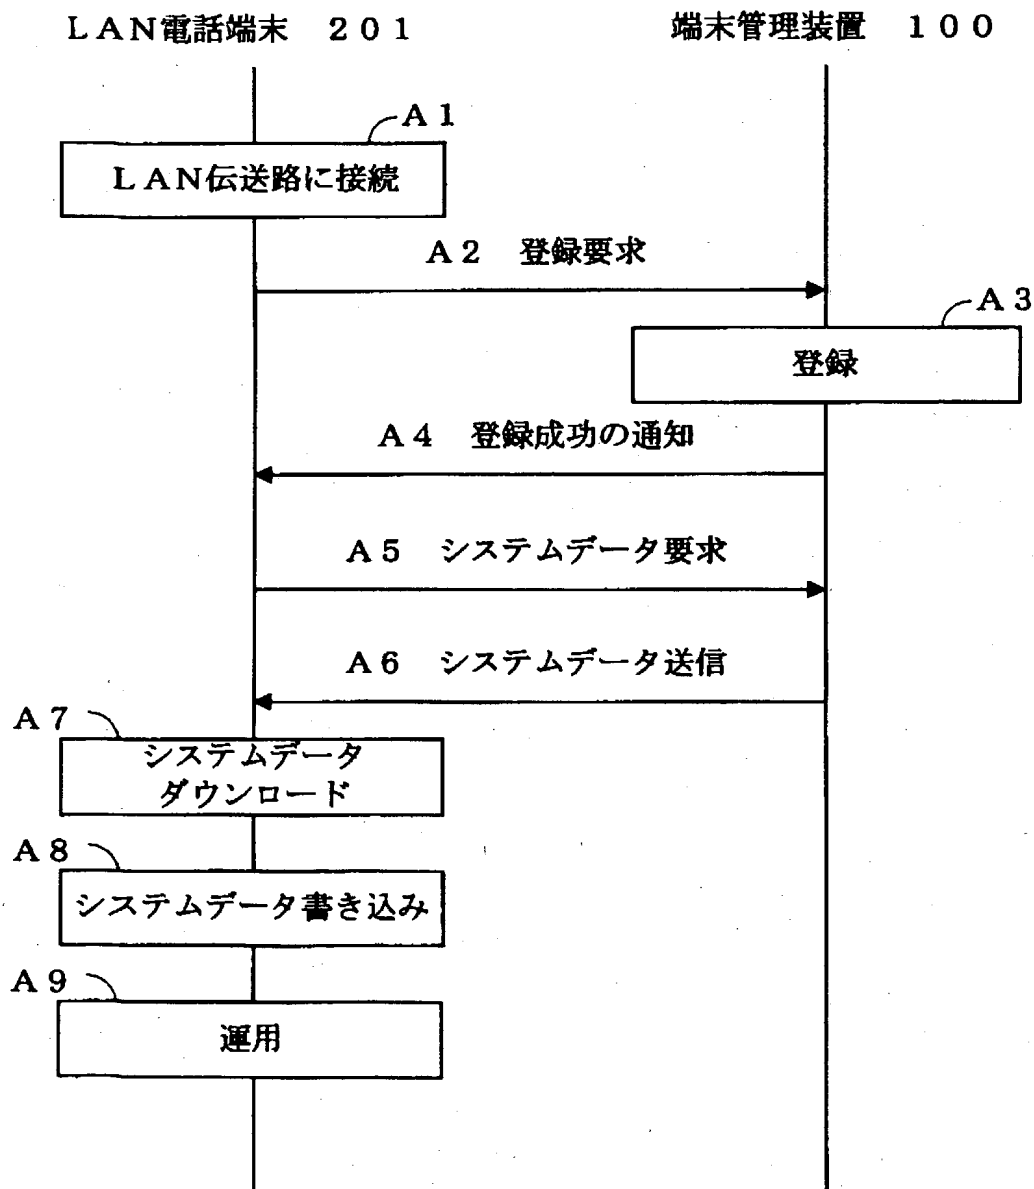 LAN電話端末　201
端末管理装置　100
A1
LAN伝送路に接続
A2　登録要求
A3
登録
A4　登録成功の通知
A5　システムデータ要求
A6　システムデータ送信
A7
システムデータ
ダウンロード
A8
システムデータ書き込み
A9
運用